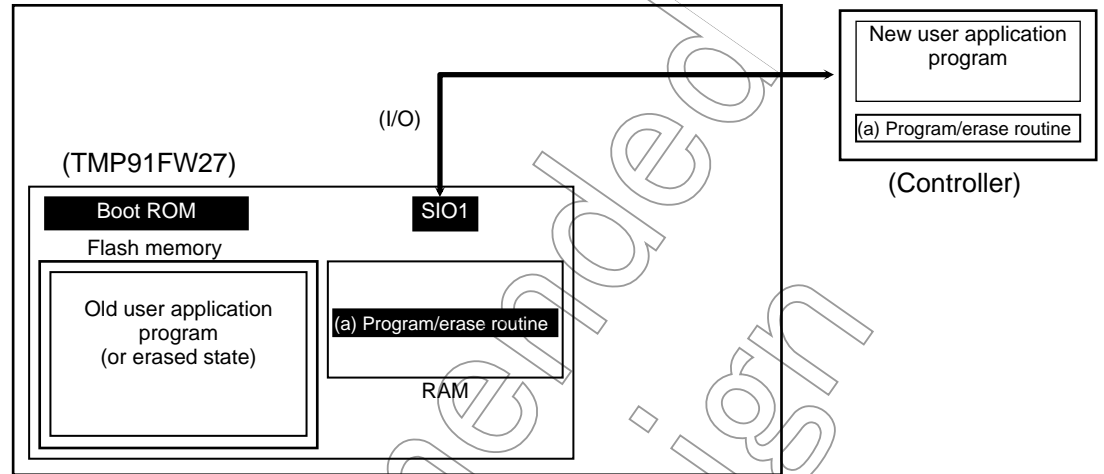 New user application
program
(I/O)
(a) Program/erase routine
(TMP91FW27)
(Controller)
Boot ROM
SIO1
Flash memory
Old user application
program
(or erased state)
(a) Program/erase routine
RAM